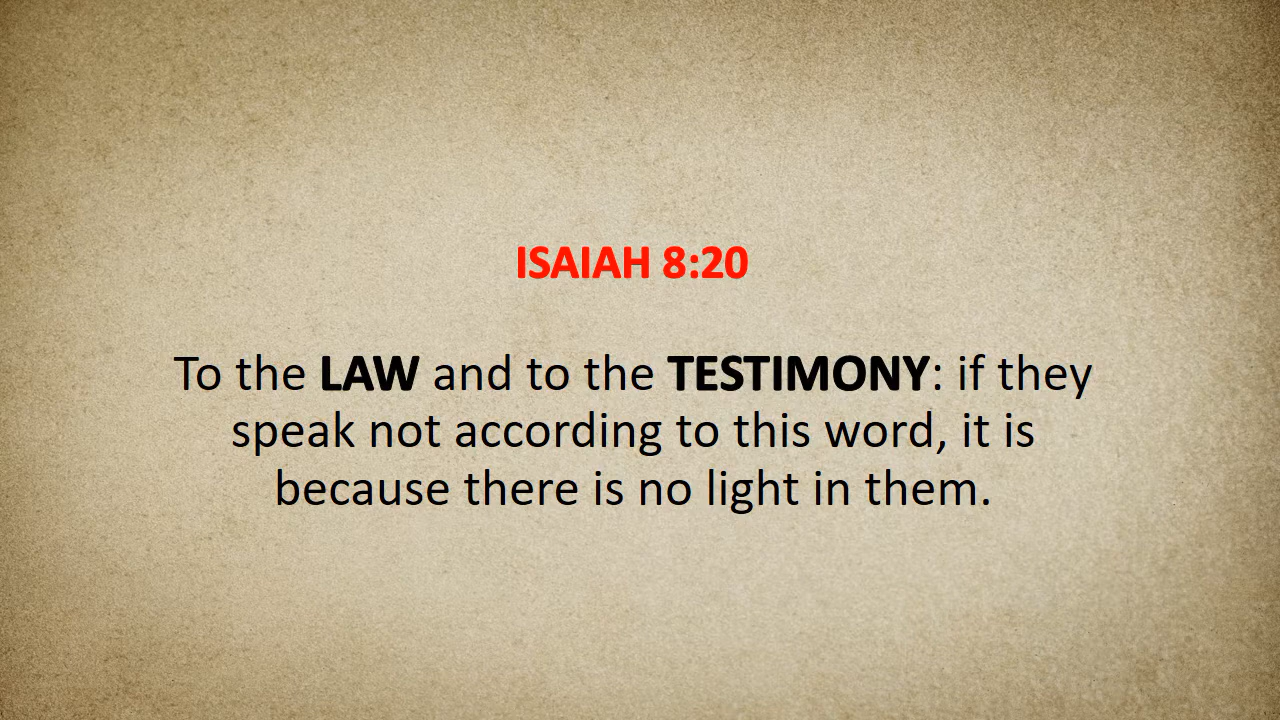 ISAIAH 8:20
To the LAW and to the TESTIMONY: if they
speak not according to this word, it is
because there is no light in them.